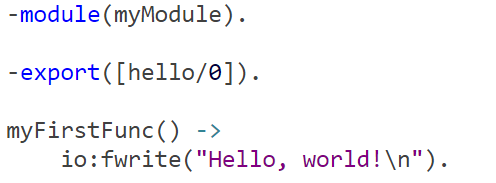 -module(myModule).
-export([hello/0]).
myFirstFunc() ->
    io:fwrite("Hello, world!\n").